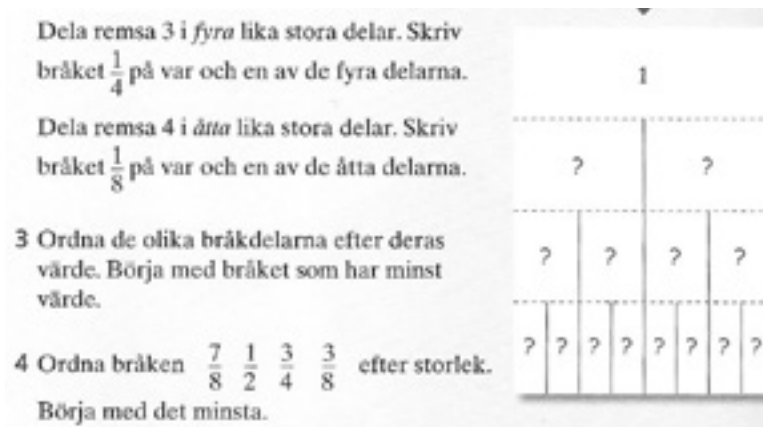 Dela remsa 3 i fyra lika stora delar. Skriv
bråket 1/4 på var och en av de fyra delarna.
Dela remsa 4 i åtta lika stora delar. Skriv
bråket 1/8 på var och en av de åtta delarna.
3 Ordna de olika bråkdelarna efter deras
värde. Börja med bråket som har minst
värde.
4 Ordna bråken 7/8 1/2 3/4 3/8 efter storlek.
Börja med det minsta.
1
? ?
? ? ? ?
? ? ? ? ? ? ? ?